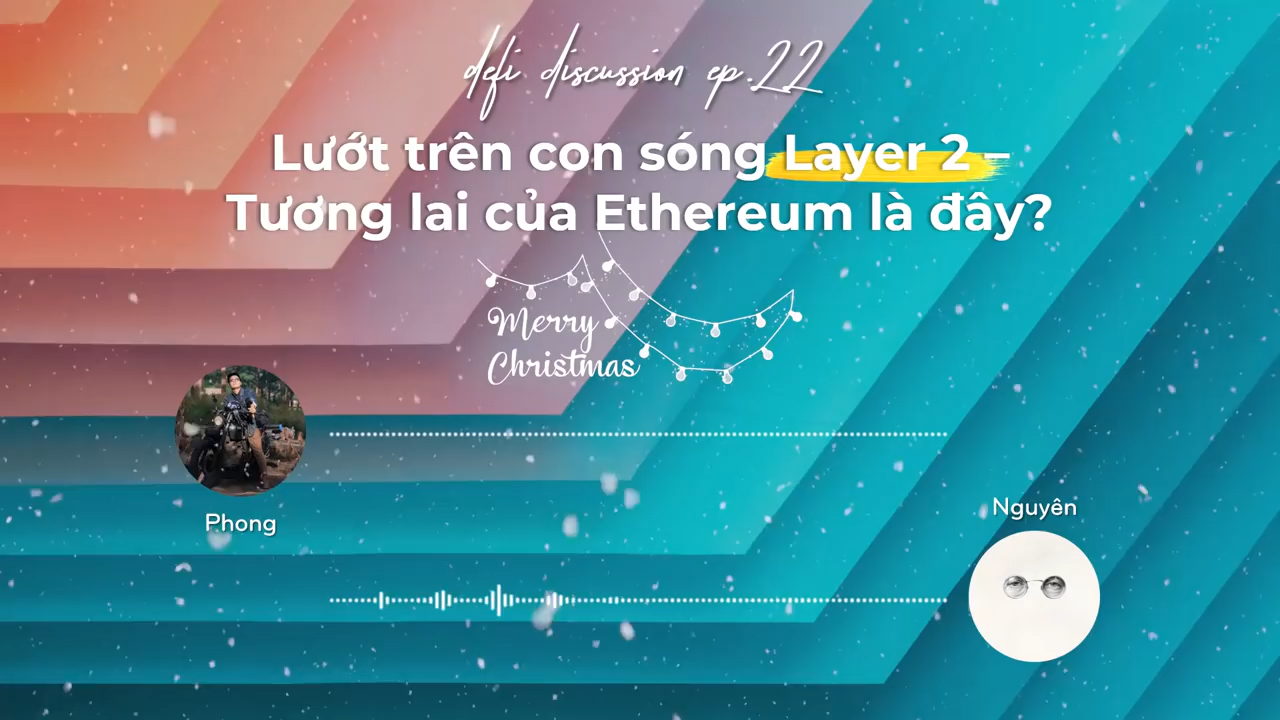 defi discussion ep.22
Lướt trên con sóng Layer 2 –
Tương lai của Ethereum là đây?
Merry
Christmas
Phong
Nguyên